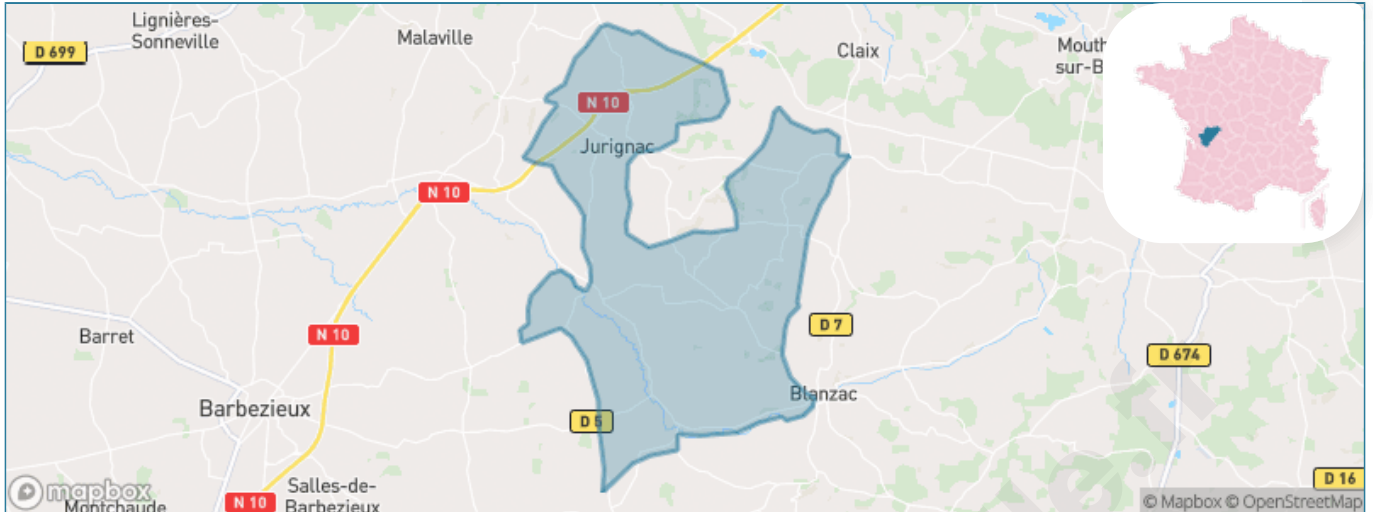 Lignières-
Sonneville
D 699
Malaville
Claix
Mouth
sur-B
N 10
Jurignac
N 10
Barret
N 10
D 7
D 674
Barbezieux
Blanzac
D 5
Salles-de-
Barbezieux
N 10
D 16
mapbox
Montchaude
© Mapbox © OpenStreetMap